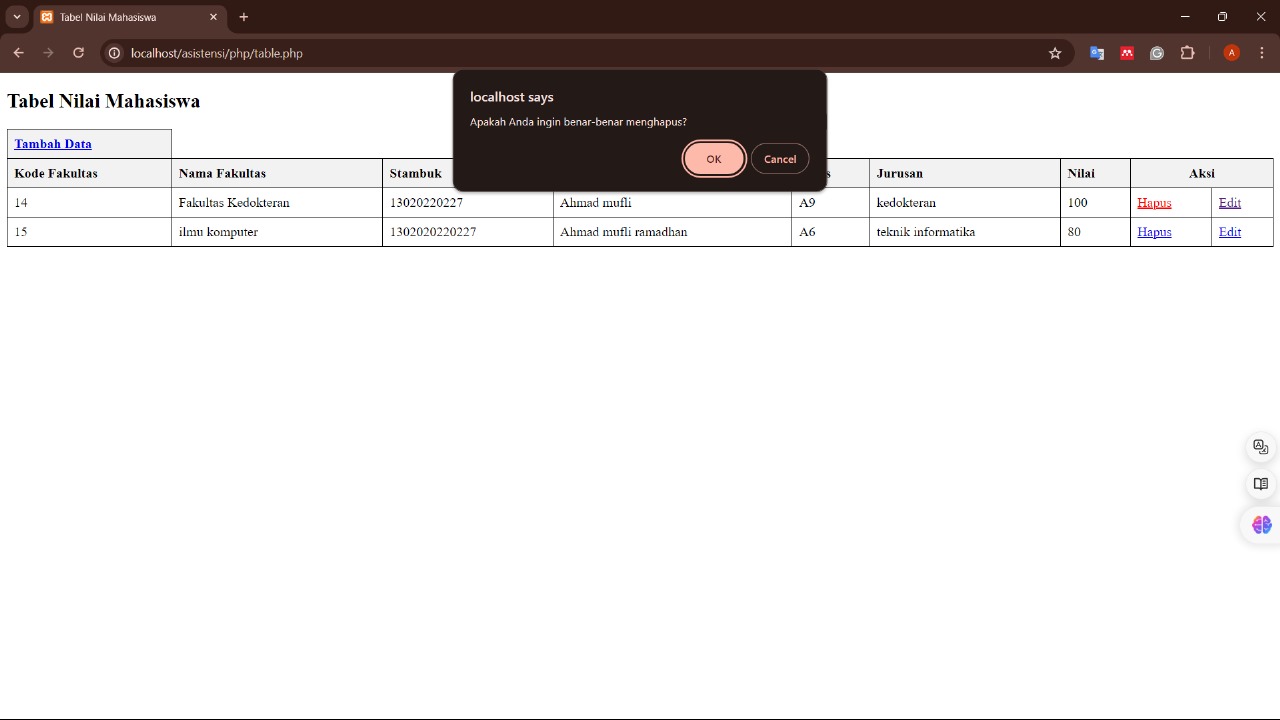 Tabel Nilai Mahasiswa
localhost/asistensi/php/table.php
A
localhost says
Apakah Anda ingin benar-benar menghapus?
OK Cancel
Tabel Nilai Mahasiswa
Tambah Data
Kode Fakultas Nama Fakultas Stambuk s Jurusan Nilai Aksi
14 Fakultas Kedokteran 13020220227 Ahmad mufli A9 kedokteran 100 Hapus Edit
15 ilmu komputer 1302020220227 Ahmad mufli ramadhan A6 teknik informatika 80 Hapus Edit